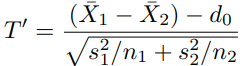 T′ = \frac{(\bar{X}_1 − \bar{X}_2) − d_0}{\sqrt{s_1^2/n_1 + s_2^2/n_2}}